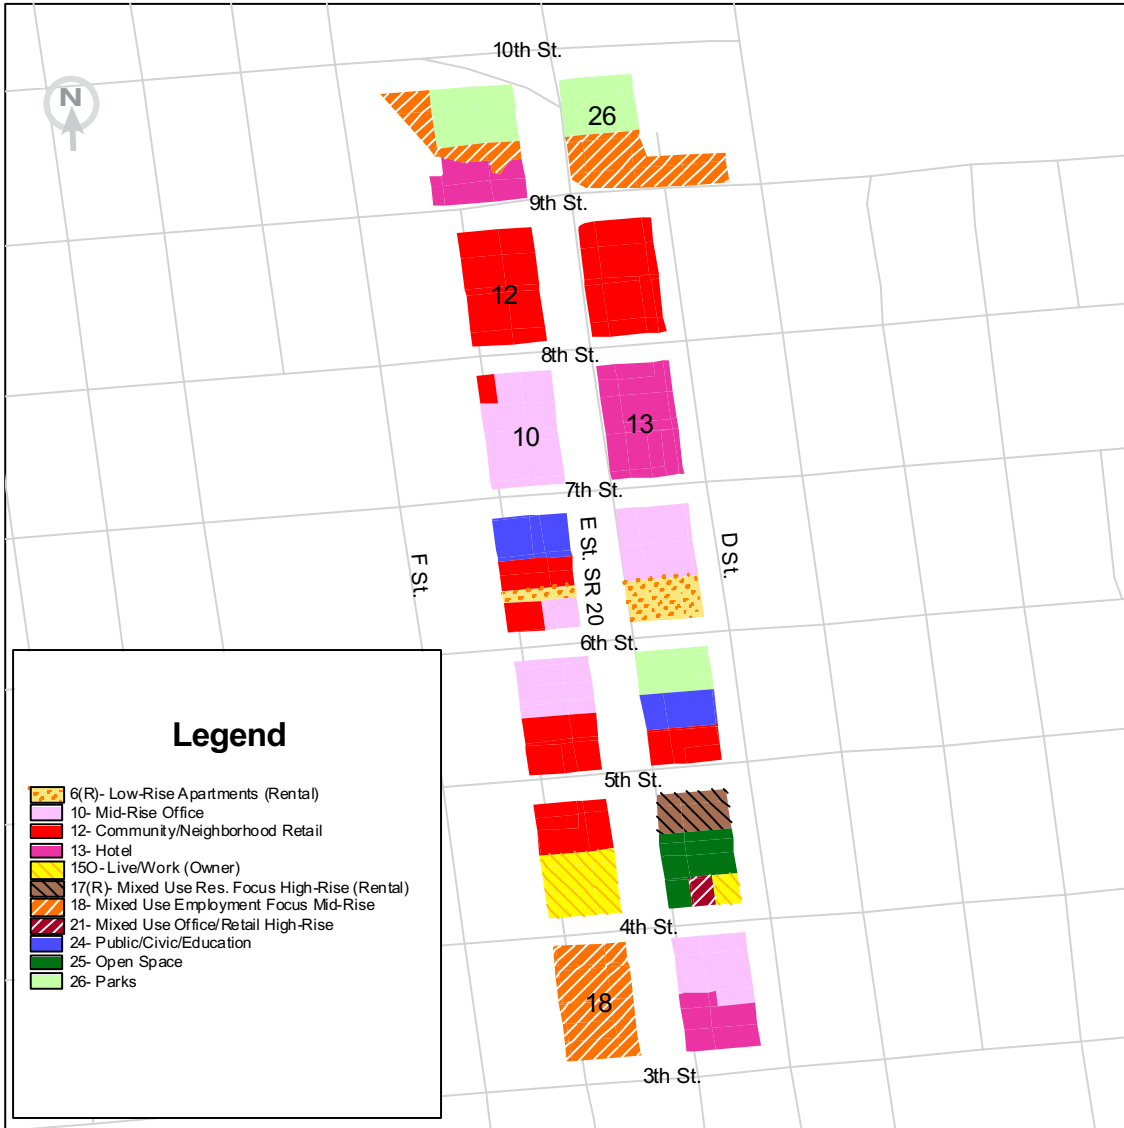 10th St.
N
26
9th St.
12
8th St.
13
10
7th St.
E St. SR 20
D St.
F St.
6th St.
Legend
5th St.
6(R)- Low-Rise Apartments (Rental)
10- Mid-Rise Office
12- Community/Neighborhood Retail
13- Hotel
15O- Live/Work (Owner)
17(R)- Mixed Use Res. Focus High-Rise (Rental)
18- Mixed Use Employment Focus Mid-Rise
21- Mixed Use Office/Retail High-Rise
24- Public/Civic/Education
25- Open Space
26- Parks
4th St.
18
3th St.